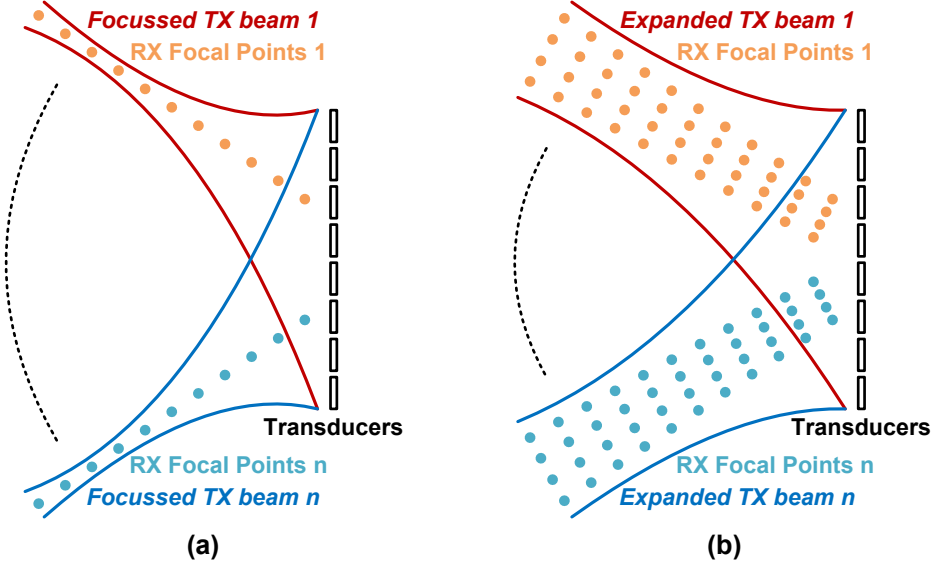 Focussed TX beam 1
RX Focal Points 1
Transducers
RX Focal Points n
Focussed TX beam n
(a)
Expanded TX beam 1
RX Focal Points 1
Transducers
RX Focal Points n
Expanded TX beam n
(b)